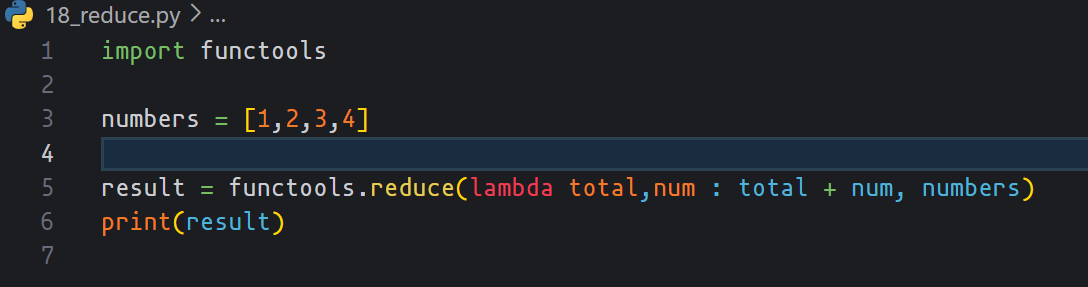 18_reduce.py > ...
1 import functools
2
3 numbers = [1,2,3,4]
4
5 result = functools.reduce(lambda total,num : total + num, numbers)
6 print(result)
7